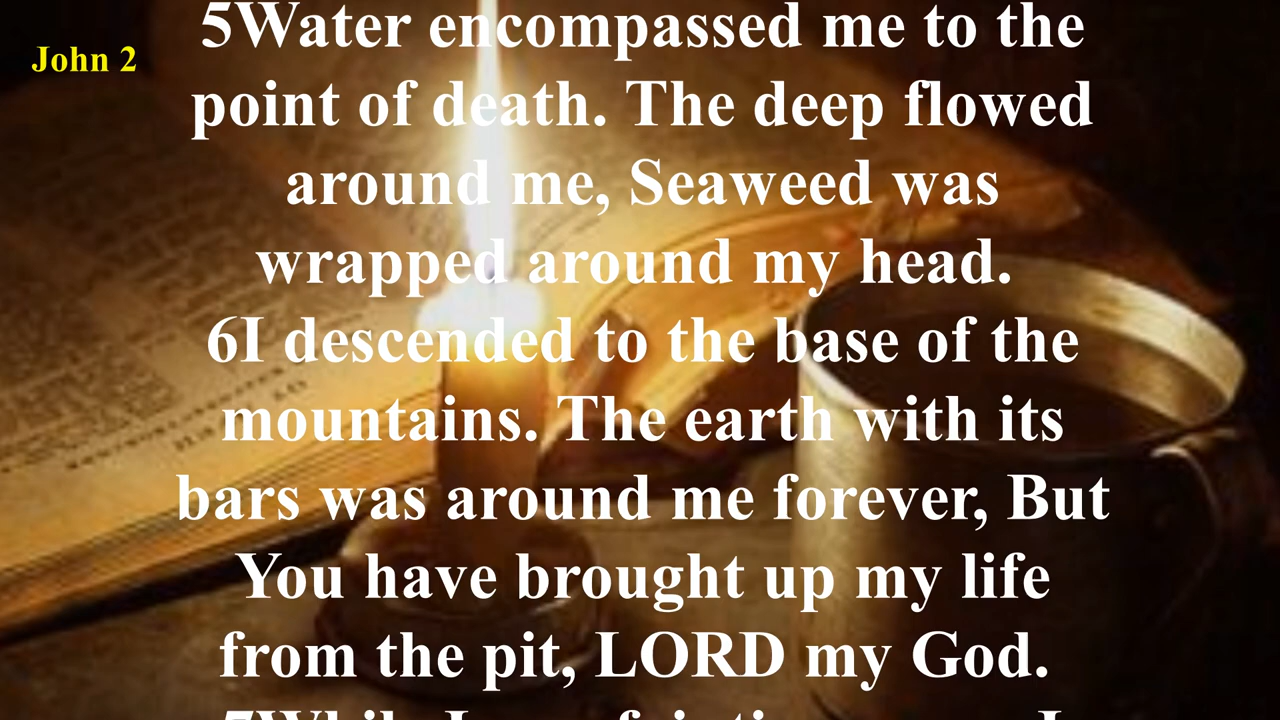 John 2
5Water encompassed me to the
point of death. The deep flowed
around me, Seaweed was
wrapped around my head.
6I descended to the base of the
mountains. The earth with its
bars was around me forever, But
You have brought up my life
from the pit, LORD my God.